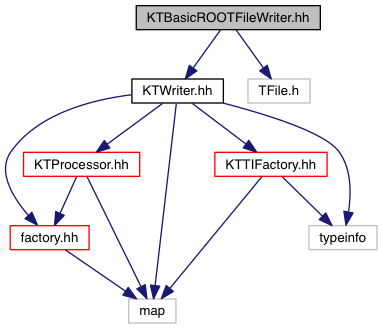 KTBasicROOTFileWriter.hh
KTWriter.hh
TFile.h
KTProcessor.hh
KTTIFactory.hh
factory.hh
typeinfo
map